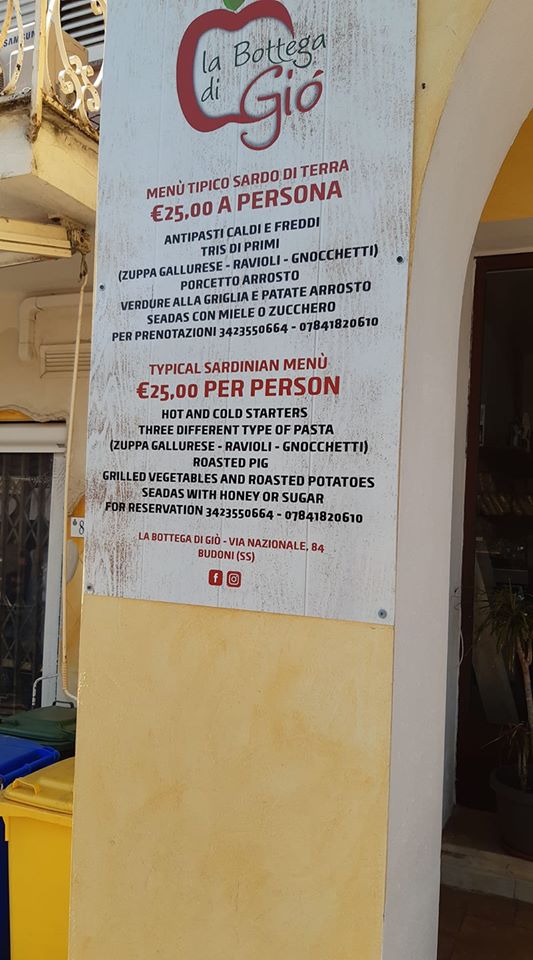 SAMSUNG
la Bottega
di Gió
MENÙ TIPICO SARDO DI TERRA
€25,00 A PERSONA
ANTIPASTI CALDI E FREDDI
TRIS DI PRIMI
(ZUPPA GALLURESE - RAVIOLI - GNOCCHETTI)
PORCETTO ARROSTO
VERDURE ALLA GRIGLIA E PATATE ARROSTO
SEADAS CON MIELE O ZUCCHERO
PER PRENOTAZIONI 3423550664 - 07841820610
TYPICAL SARDINIAN MENÙ
€25,00 PER PERSON
HOT AND COLD STARTERS
THREE DIFFERENT TYPE OF PASTA
(ZUPPA GALLURESE - RAVIOLI - GNOCCHETTI)
ROASTED PIG
GRILLED VEGETABLES AND ROASTED POTATOES
SEADAS WITH HONEY OR SUGAR
FOR RESERVATION 3423550664 - 07841820610
LA BOTTEGA DI GIÒ - VIA NAZIONALE, 84
BUDONI (SS)
8